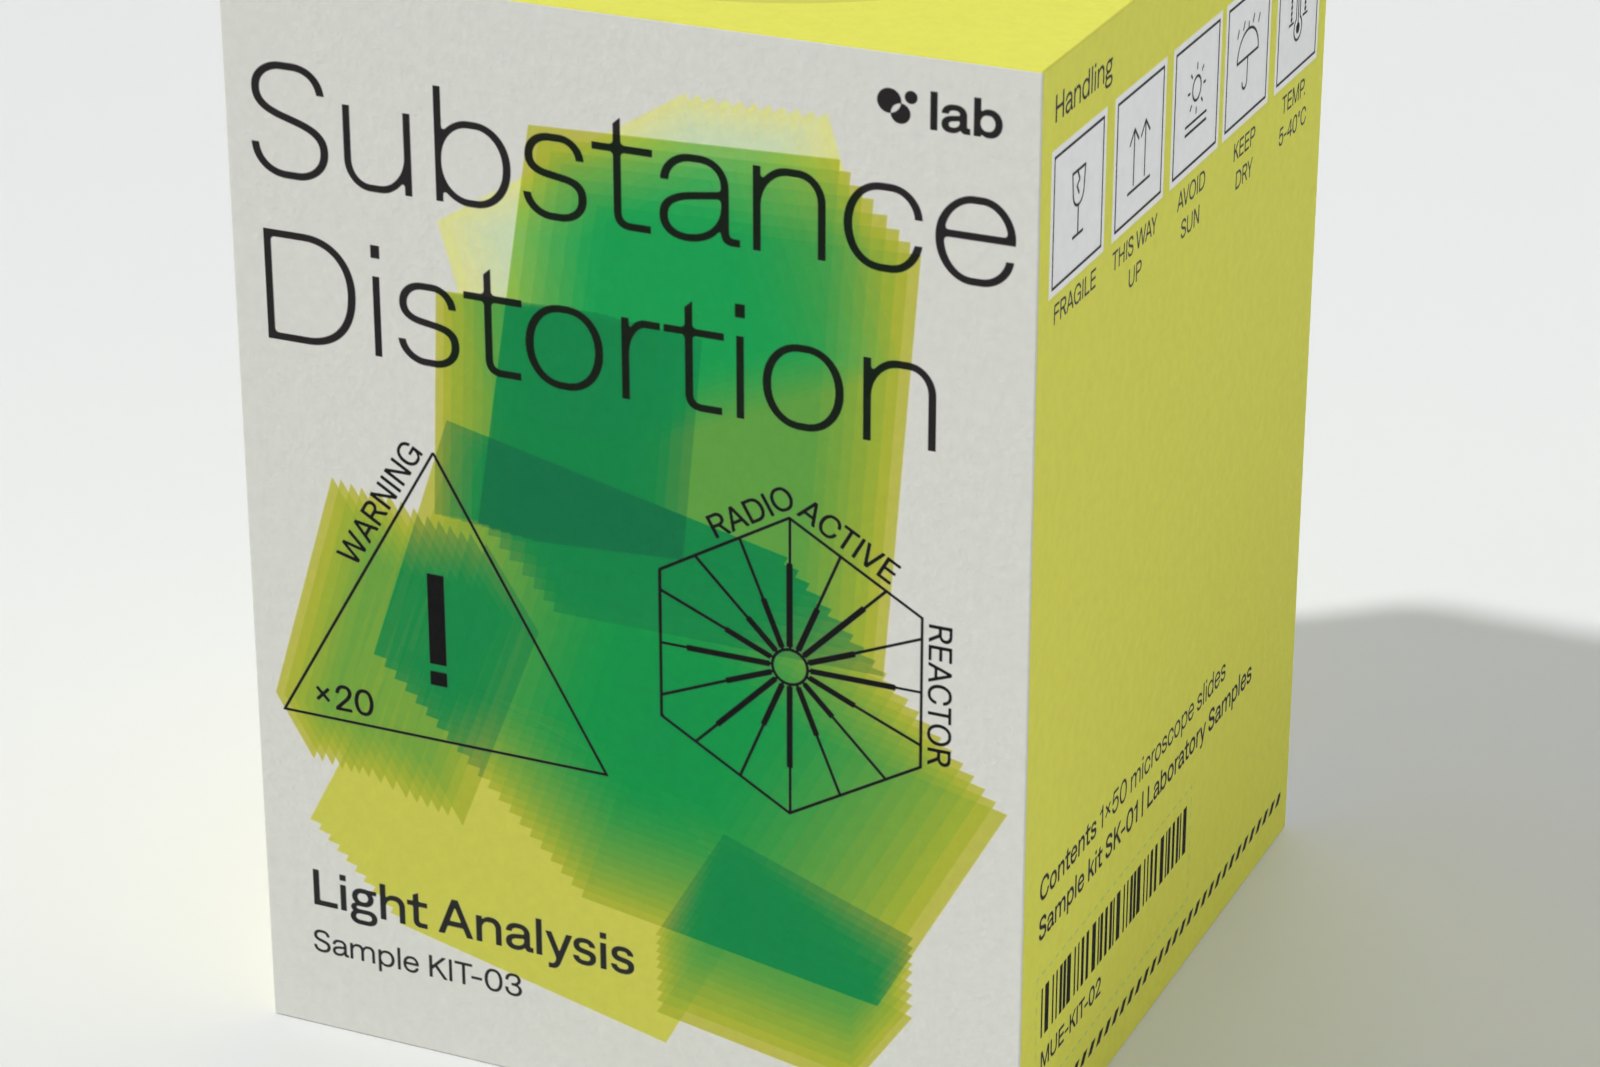 Substance
Distortion
lab
WARNING
!
×20
RADIO ACTIVE
REACTOR
Light Analysis
Sample KIT-03
Handling
FRAGILE
THIS WAY
UP
AVOID
SUN
KEEP
DRY
TEMP.
5-40°C
Contents 1×50 microscope slides
Sample kit SK-01 | Laboratory Samples
MUE-KIT-02